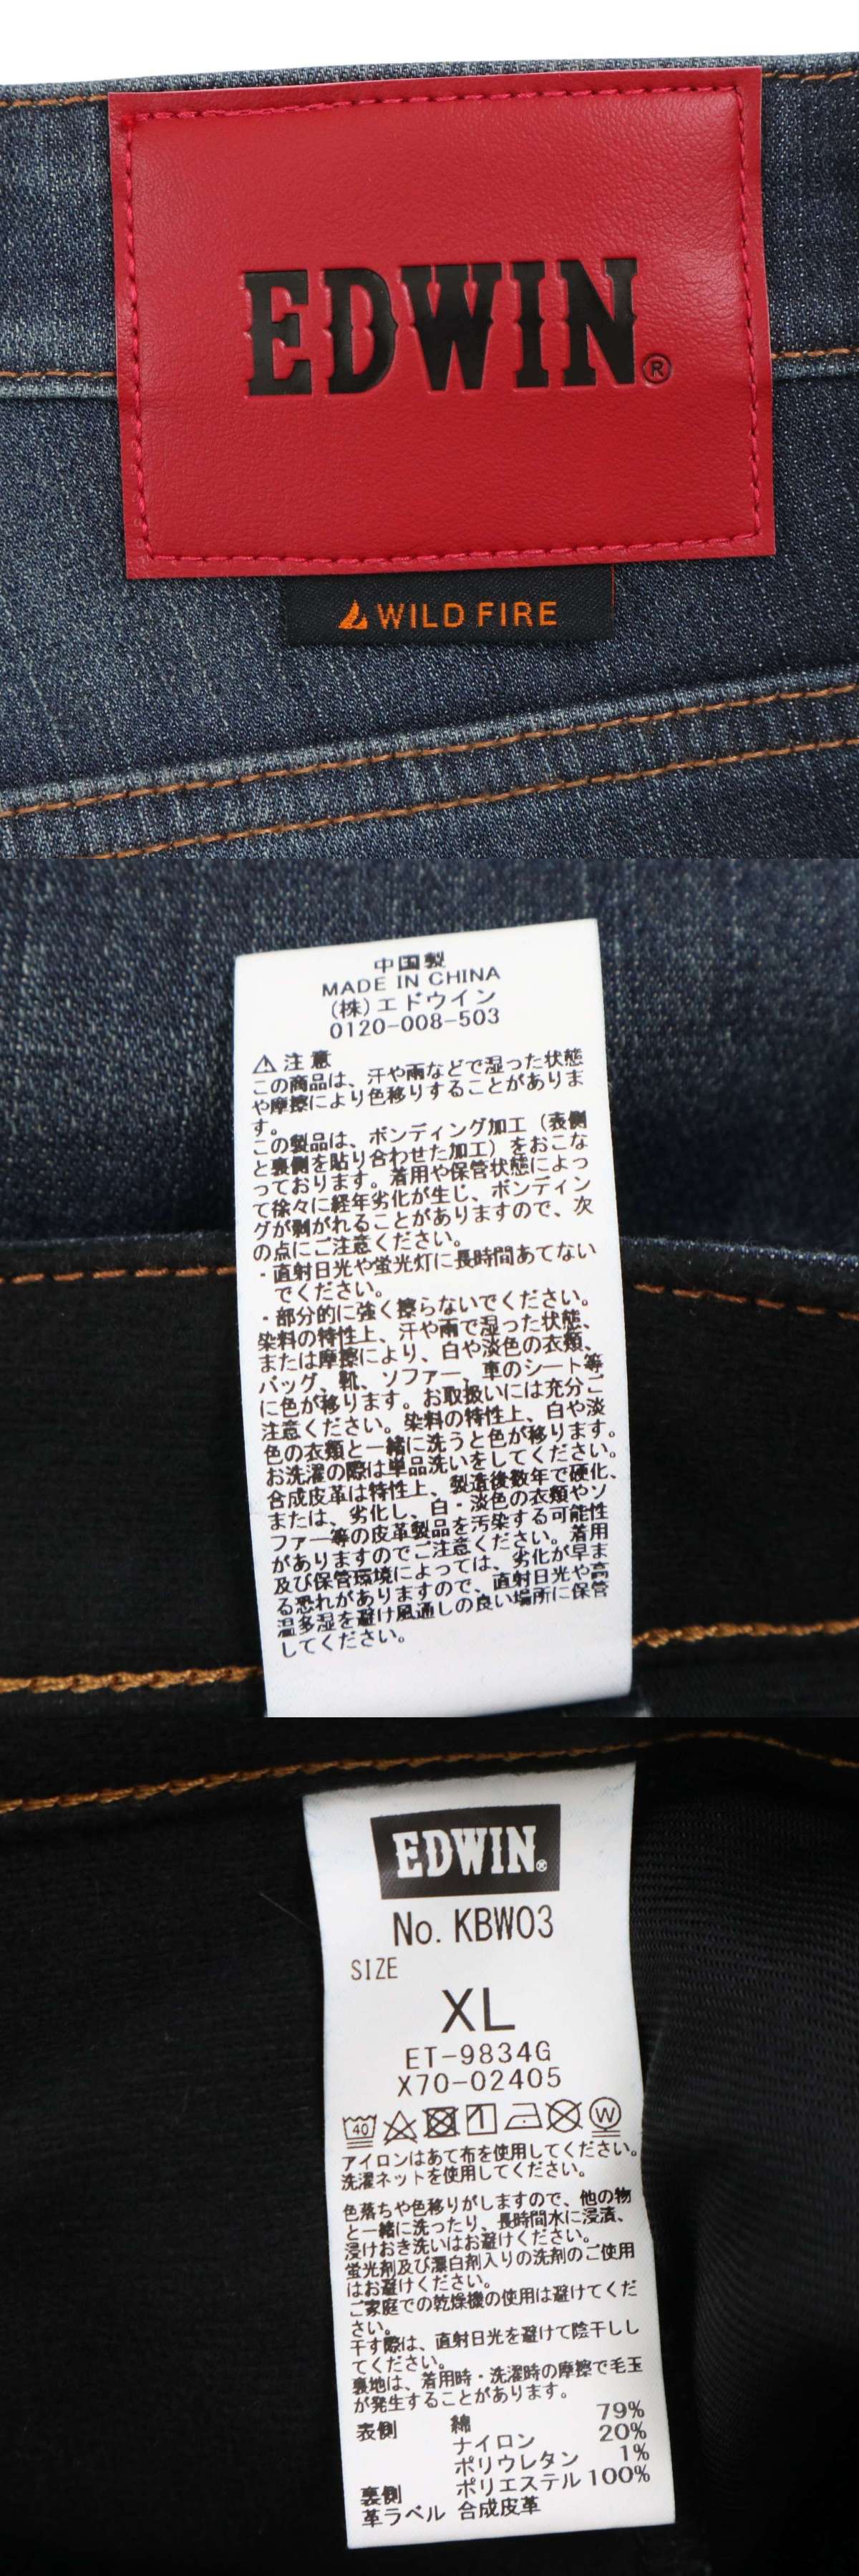 EDWIN®
WILD FIRE
中国製
MADE IN CHINA
(株)エドウイン
0120-008-503
⚠注意
この商品は、汗や雨などで湿った状態
や摩擦により色移りすることがありま
す。
この製品は、ボンディング加工（表側
と裏側を貼り合わせた加工）をおこな
っております。着用や保管状態によっ
て徐々に経年劣化が生じ、ボンディン
グが剥がれることがありますので、次
の点にご注意ください。
・直射日光や蛍光灯に長時間あてない
でください。
・部分的に強く擦らないでください。
染料の特性上、汗や雨で湿った状態、
または摩擦により、白や淡色の衣類、
バッグ、靴、ソファー、車のシート等
に色が移ります。お取扱いには充分ご
注意ください。染料の特性上、白や淡
色の衣類と一緒に洗うと色が移ります。
お洗濯の際は単品洗いをしてください。
合成皮革は特性上、製造後数年で硬化、
または、劣化し、白・淡色の衣類やソ
ファー等の皮革製品を汚染する可能性
がありますのでご注意ください。着用
及び保管環境によっては、劣化が早ま
る恐れがありますので、直射日光や高
温多湿を避け風通しの良い場所に保管
してください。
EDWIN®
No. KBW03
SIZE
XL
ET-9834G
X70-02405
40 W
アイロンはあて布を使用してください。
洗濯ネットを使用してください。
色落ちや色移りがしますので、他の物
と一緒に洗ったり、長時間水に浸漬、
浸けおき洗いはお避けください。
蛍光剤及び漂白剤入りの洗剤のご使用
はお避けください。
ご家庭での乾燥機の使用は避けてくだ
さい。
干す際は、直射日光を避けて陰干しし
てください。
裏地は、着用時・洗濯時の摩擦で毛玉
が発生することがあります。
表側 綿 79%
ナイロン 20%
ポリウレタン 1%
裏側 ポリエステル 100%
革ラベル 合成皮革